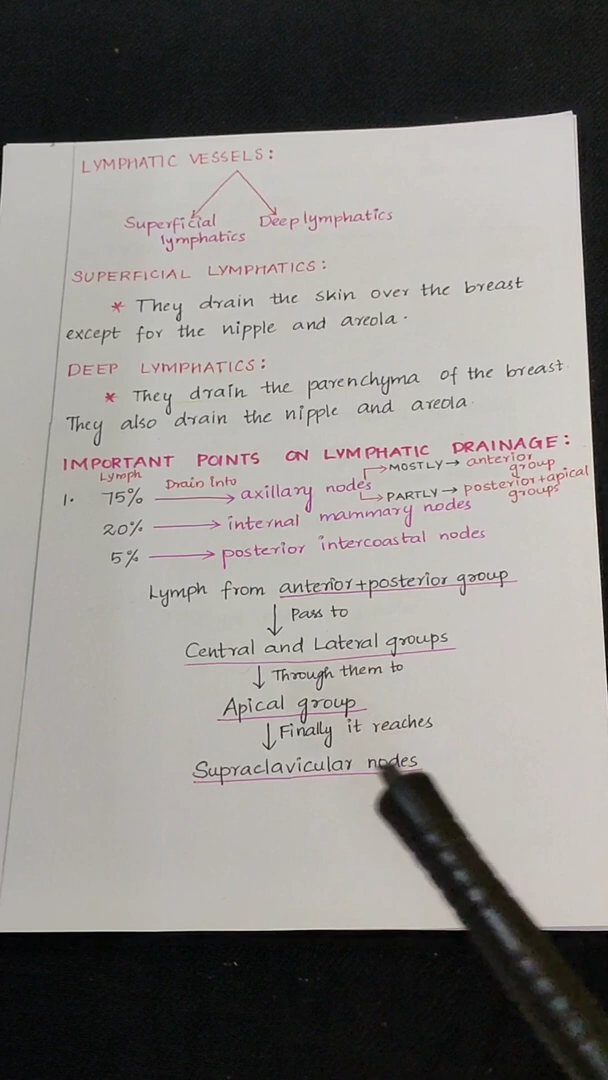 LYMPHATIC VESSELS:
Superficial lymphatics
Deep lymphatics
SUPERFICIAL LYMPHATICS:
* They drain the skin over the breast
except for the nipple and areola.
DEEP LYMPHATICS:
* They drain the parenchyma of the breast.
They also drain the nipple and areola.
IMPORTANT POINTS ON LYMPHATIC DRAINAGE:
Lymph Drain Into
1. 75% → axillary nodes
→ MOSTLY → anterior group
→ PARTLY → posterior+apical groups
20% → internal mammary nodes
5% → posterior intercoastal nodes
Lymph from anterior+posterior group
↓ Pass to
Central and Lateral groups
↓ Through them to
Apical group
↓ Finally it reaches
Supraclavicular nodes